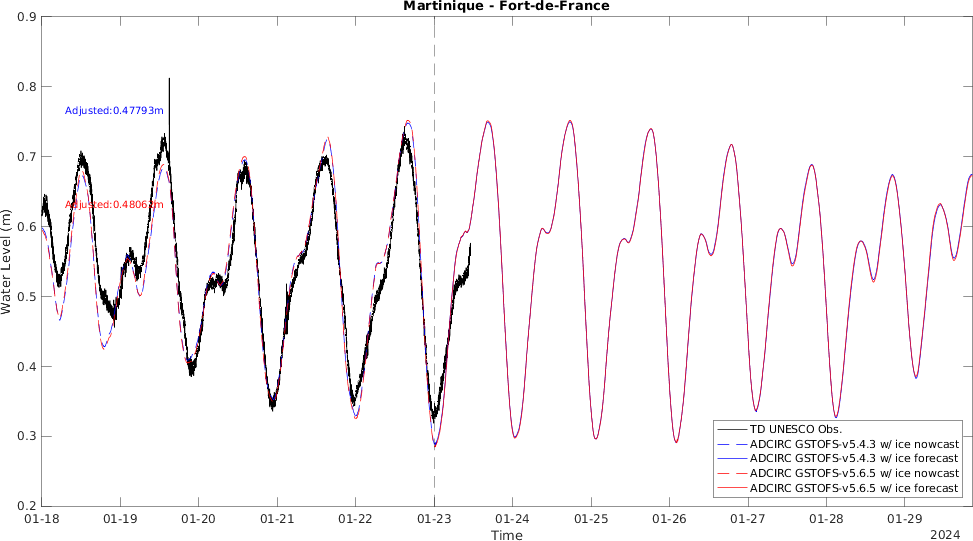 Martinique - Fort-de-France
0.9
0.8
0.7
0.6
0.5
0.4
0.3
0.2
Water Level (m)
Adjusted:0.47793m
Adjusted:0.48063m
TD UNESCO Obs.
ADCIRC GSTOFS-v5.4.3 w/ ice nowcast
ADCIRC GSTOFS-v5.4.3 w/ ice forecast
ADCIRC GSTOFS-v5.6.5 w/ ice nowcast
ADCIRC GSTOFS-v5.6.5 w/ ice forecast
01-18 01-19 01-20 01-21 01-22 01-23 01-24 01-25 01-26 01-27 01-28 01-29
Time
2024